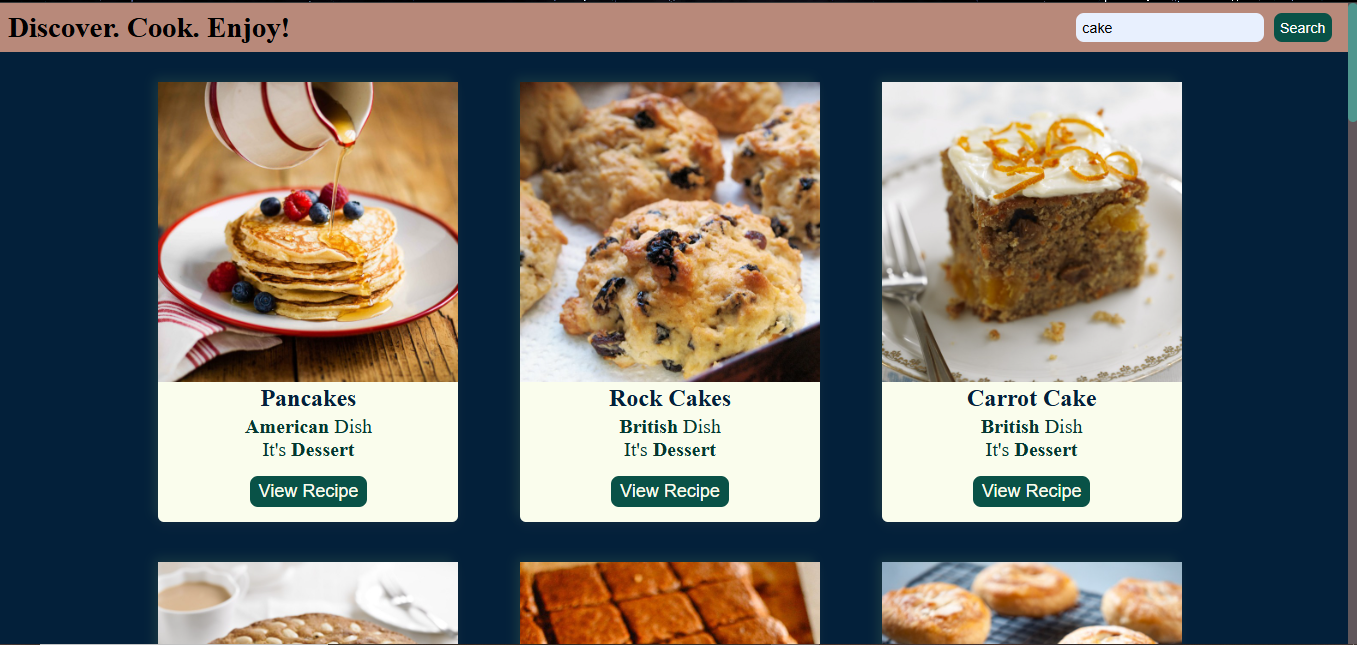 Discover. Cook. Enjoy!
cake
Search
Pancakes
American Dish
It's Dessert
View Recipe
Rock Cakes
British Dish
It's Dessert
View Recipe
Carrot Cake
British Dish
It's Dessert
View Recipe